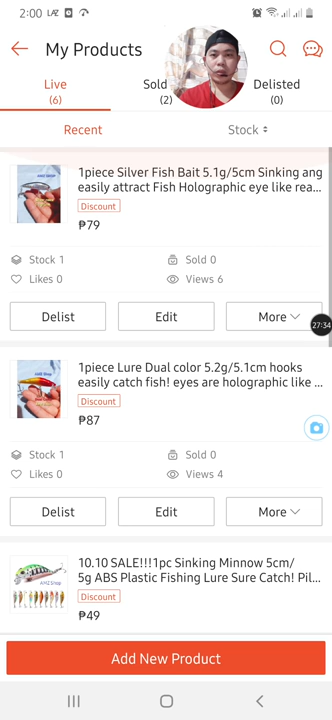 2:00 LAZ
My Products
Live
(6)
Sold
(2)
Delisted
(0)
Recent
Stock
1piece Silver Fish Bait 5.1g/5cm Sinking ang
easily attract Fish Holographic eye like rea...
Discount
₱79
Stock 1
Sold 0
Likes 0
Views 6
Delist
Edit
More
27:34
1piece Lure Dual color 5.2g/5.1cm hooks
easily catch fish! eyes are holographic like ...
Discount
₱87
Stock 1
Sold 0
Likes 0
Views 4
Delist
Edit
More
10.10 SALE!!!1pc Sinking Minnow 5cm/
5g ABS Plastic Fishing Lure Sure Catch! Pil...
AMZ Shop
Discount
₱49
Add New Product